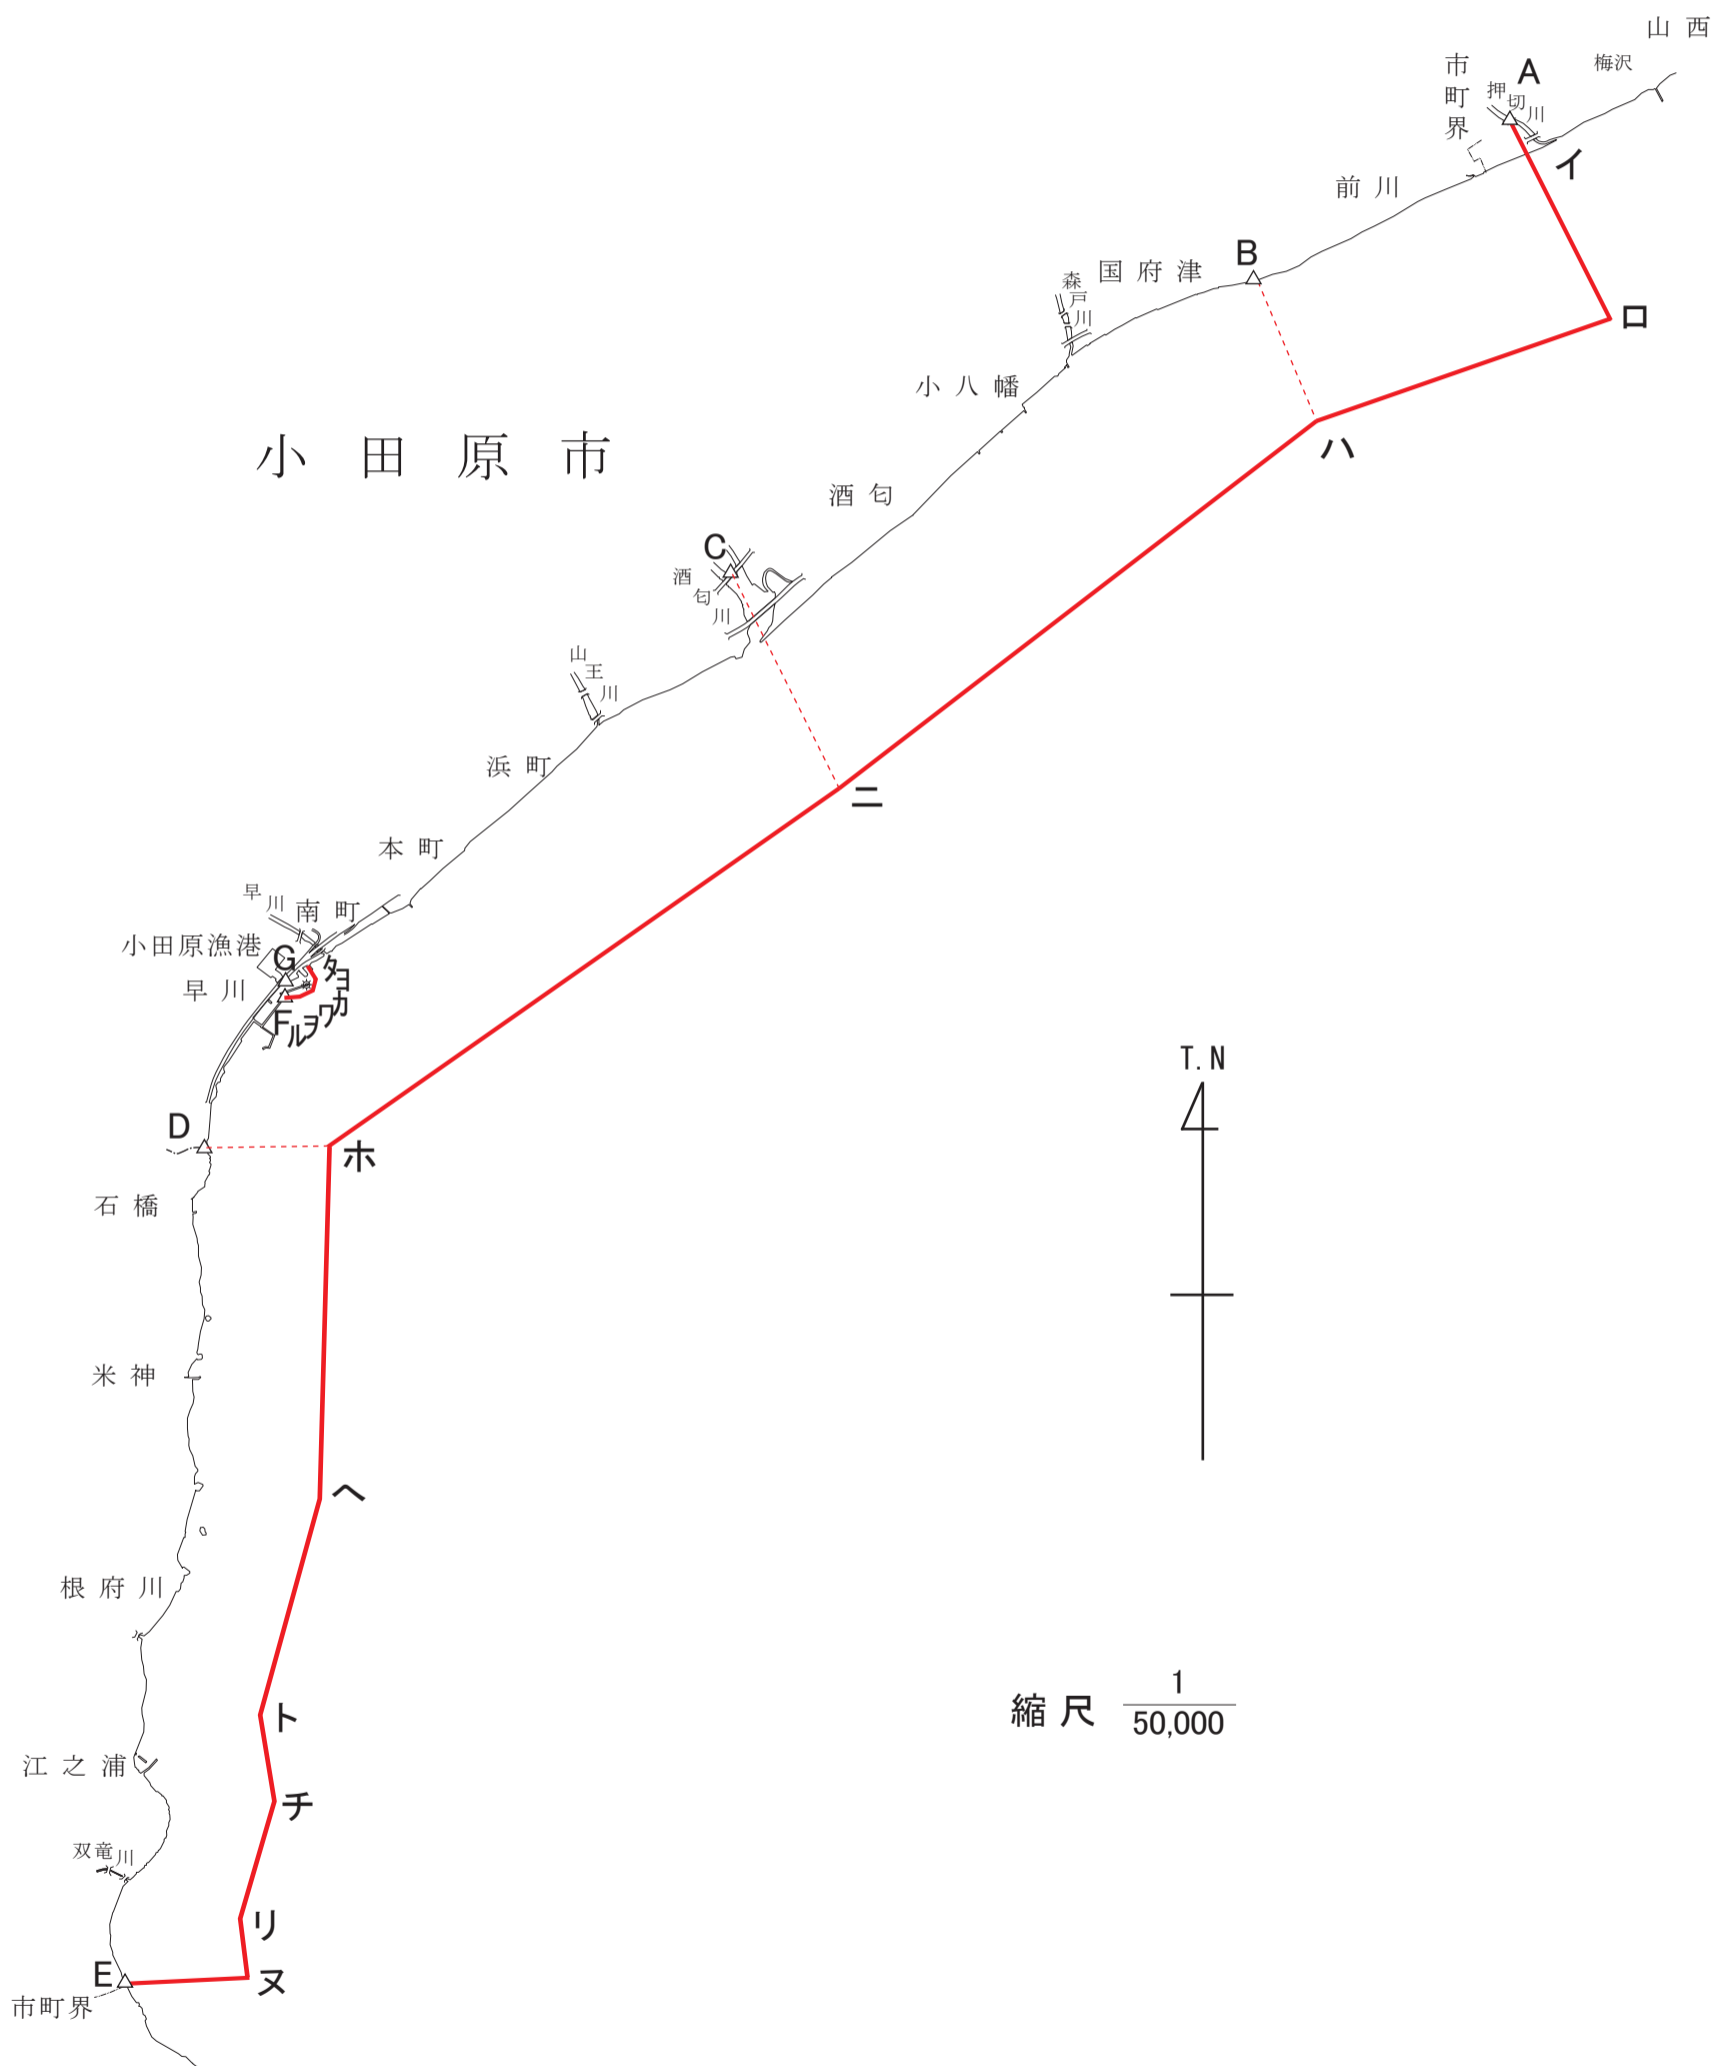 山西
梅沢
市町界
A
押切川
イ
前川
ロ
B
国府津
森戸川
ハ
小八幡
小田原市
酒匂
C
酒匂川
山王川
浜町
ニ
本町
早川
南町
小田原漁港
G
タ
ヨ
早川
カ
ワ
F
ヲ
ル
T.N
D
ホ
石橋
米神
ヘ
根府川
縮尺 1/50,000
ト
江之浦
チ
双竜川
リ
E
ヌ
市町界